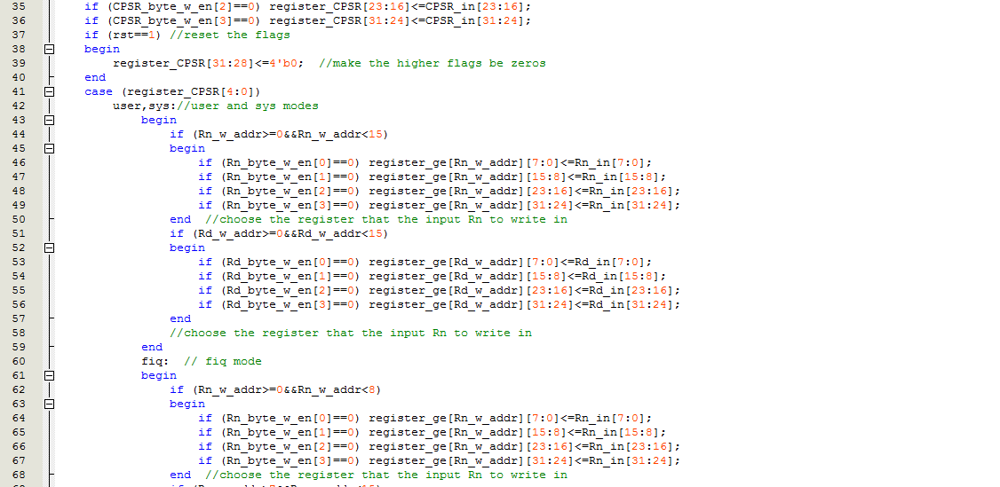 35 if (CPSR_byte_w_en[2]==0) register_CPSR[23:16]<=CPSR_in[23:16];
36 if (CPSR_byte_w_en[3]==0) register_CPSR[31:24]<=CPSR_in[31:24];
37 if (rst==1) //reset the flags
38 begin
39 register_CPSR[31:28]<=4'b0;  //make the higher flags be zeros
40 end
41 case (register_CPSR[4:0])
42 user,sys://user and sys modes
43 begin
44 if (Rn_w_addr>=0&&Rn_w_addr<15)
45 begin
46 if (Rn_byte_w_en[0]==0) register_ge[Rn_w_addr][7:0]<=Rn_in[7:0];
47 if (Rn_byte_w_en[1]==0) register_ge[Rn_w_addr][15:8]<=Rn_in[15:8];
48 if (Rn_byte_w_en[2]==0) register_ge[Rn_w_addr][23:16]<=Rn_in[23:16];
49 if (Rn_byte_w_en[3]==0) register_ge[Rn_w_addr][31:24]<=Rn_in[31:24];
50 end  //choose the register that the input Rn to write in
51 if (Rd_w_addr>=0&&Rd_w_addr<15)
52 begin
53 if (Rd_byte_w_en[0]==0) register_ge[Rd_w_addr][7:0]<=Rd_in[7:0];
54 if (Rd_byte_w_en[1]==0) register_ge[Rd_w_addr][15:8]<=Rd_in[15:8];
55 if (Rd_byte_w_en[2]==0) register_ge[Rd_w_addr][23:16]<=Rd_in[23:16];
56 if (Rd_byte_w_en[3]==0) register_ge[Rd_w_addr][31:24]<=Rd_in[31:24];
57 end
58 //choose the register that the input Rn to write in
59 end
60 fiq:  // fiq mode
61 begin
62 if (Rn_w_addr>=0&&Rn_w_addr<8)
63 begin
64 if (Rn_byte_w_en[0]==0) register_ge[Rn_w_addr][7:0]<=Rn_in[7:0];
65 if (Rn_byte_w_en[1]==0) register_ge[Rn_w_addr][15:8]<=Rn_in[15:8];
66 if (Rn_byte_w_en[2]==0) register_ge[Rn_w_addr][23:16]<=Rn_in[23:16];
67 if (Rn_byte_w_en[3]==0) register_ge[Rn_w_addr][31:24]<=Rn_in[31:24];
68 end  //choose the register that the input Rn to write in